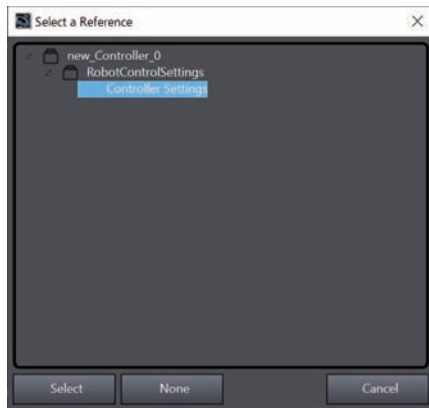 Select a Reference
new_Controller_0
RobotControlSettings
Controller Settings
Select
None
Cancel